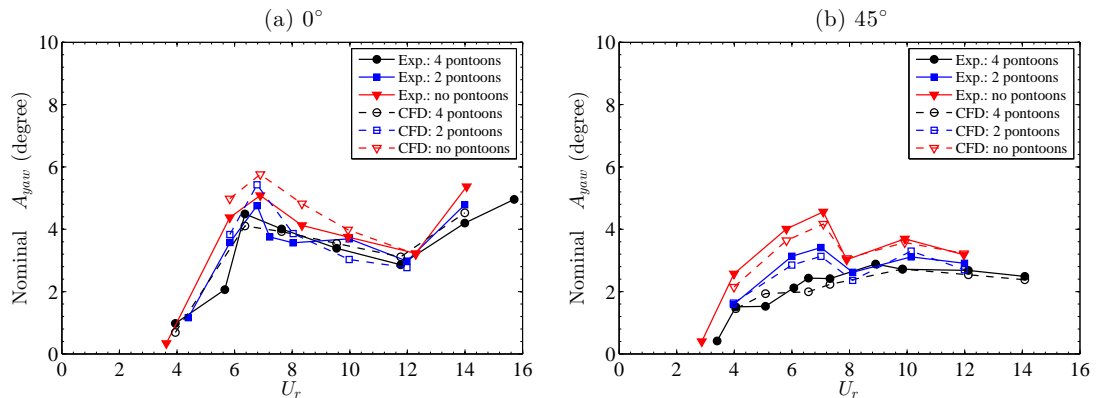 (a) 0°
Nominal A_yaw (degree)
10
8
6
4
2
0
0 2 4 6 8 10 12 14 16
U_r
Exp.: 4 pontoons
Exp.: 2 pontoons
Exp.: no pontoons
CFD: 4 pontoons
CFD: 2 pontoons
CFD: no pontoons
(b) 45°
Nominal A_yaw (degree)
10
8
6
4
2
0
0 2 4 6 8 10 12 14 16
U_r
Exp.: 4 pontoons
Exp.: 2 pontoons
Exp.: no pontoons
CFD: 4 pontoons
CFD: 2 pontoons
CFD: no pontoons